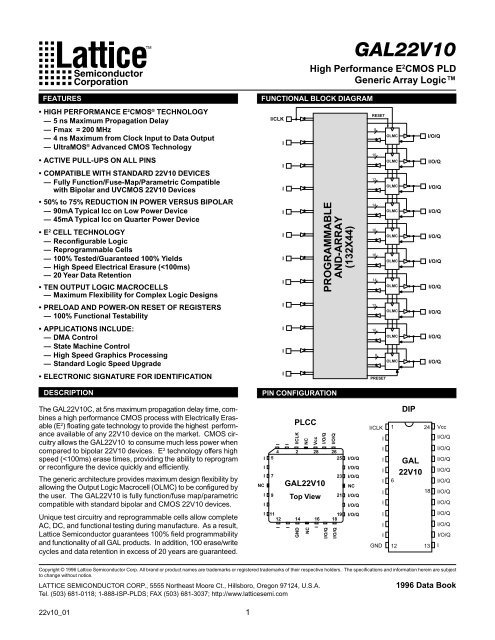 Lattice™
Semiconductor
Corporation
GAL22V10
High Performance E²CMOS PLD
Generic Array Logic™
FEATURES
• HIGH PERFORMANCE E²CMOS® TECHNOLOGY
— 5 ns Maximum Propagation Delay
— Fmax = 200 MHz
— 4 ns Maximum from Clock Input to Data Output
— UltraMOS® Advanced CMOS Technology
• ACTIVE PULL-UPS ON ALL PINS
• COMPATIBLE WITH STANDARD 22V10 DEVICES
— Fully Function/Fuse-Map/Parametric Compatible
with Bipolar and UVCMOS 22V10 Devices
• 50% to 75% REDUCTION IN POWER VERSUS BIPOLAR
— 90mA Typical Icc on Low Power Device
— 45mA Typical Icc on Quarter Power Device
• E² CELL TECHNOLOGY
— Reconfigurable Logic
— Reprogrammable Cells
— 100% Tested/Guaranteed 100% Yields
— High Speed Electrical Erasure (<100ms)
— 20 Year Data Retention
• TEN OUTPUT LOGIC MACROCELLS
— Maximum Flexibility for Complex Logic Designs
• PRELOAD AND POWER-ON RESET OF REGISTERS
— 100% Functional Testability
• APPLICATIONS INCLUDE:
— DMA Control
— State Machine Control
— High Speed Graphics Processing
— Standard Logic Speed Upgrade
• ELECTRONIC SIGNATURE FOR IDENTIFICATION
FUNCTIONAL BLOCK DIAGRAM
I/CLK
I
I
I
I
I
I
I
I
I
I
I
PROGRAMMABLE
AND-ARRAY
(132X44)
RESET
8
OLMC
I/O/Q
10
OLMC
I/O/Q
12
OLMC
I/O/Q
14
OLMC
I/O/Q
16
OLMC
I/O/Q
16
OLMC
I/O/Q
14
OLMC
I/O/Q
12
OLMC
I/O/Q
10
OLMC
I/O/Q
8
OLMC
I/O/Q
PRESET
DESCRIPTION
The GAL22V10C, at 5ns maximum propagation delay time, com-
bines a high performance CMOS process with Electrically Eras-
able (E²) floating gate technology to provide the highest perform-
ance available of any 22V10 device on the market. CMOS cir-
cuitry allows the GAL22V10 to consume much less power when
compared to bipolar 22V10 devices. E² technology offers high
speed (<100ms) erase times, providing the ability to reprogram
or reconfigure the device quickly and efficiently.
The generic architecture provides maximum design flexibility by
allowing the Output Logic Macrocell (OLMC) to be configured by
the user. The GAL22V10 is fully function/fuse map/parametric
compatible with standard bipolar and CMOS 22V10 devices.
Unique test circuitry and reprogrammable cells allow complete
AC, DC, and functional testing during manufacture. As a result,
Lattice Semiconductor guarantees 100% field programmability
and functionality of all GAL products. In addition, 100 erase/write
cycles and data retention in excess of 20 years are guaranteed.
PIN CONFIGURATION
PLCC
I
I
I/CLK
NC
Vcc
I/O/Q
I/O/Q
4 2 28 26
I 5 25 I/O/Q
I I/O/Q
I 7 23 I/O/Q
NC GAL22V10 NC
I 9 Top View 21 I/O/Q
I I/O/Q
I 11 19 I/O/Q
12 14 16 18
I
I
GND
NC
I
I/O/Q
I/O/Q
DIP
I/CLK 1 24 Vcc
I I/O/Q
I I/O/Q
I GAL I/O/Q
I 22V10 I/O/Q
I 6 I/O/Q
I 18 I/O/Q
I I/O/Q
I I/O/Q
I I/O/Q
I I/O/Q
GND 12 13 I
Copyright © 1996 Lattice Semiconductor Corp. All brand or product names are trademarks or registered trademarks of their respective holders. The specifications and information herein are subject
to change without notice.
LATTICE SEMICONDUCTOR CORP., 5555 Northeast Moore Ct., Hillsboro, Oregon 97124, U.S.A.
Tel. (503) 681-0118; 1-888-ISP-PLDS; FAX (503) 681-3037; http://www.latticesemi.com
1996 Data Book
22v10_01
1